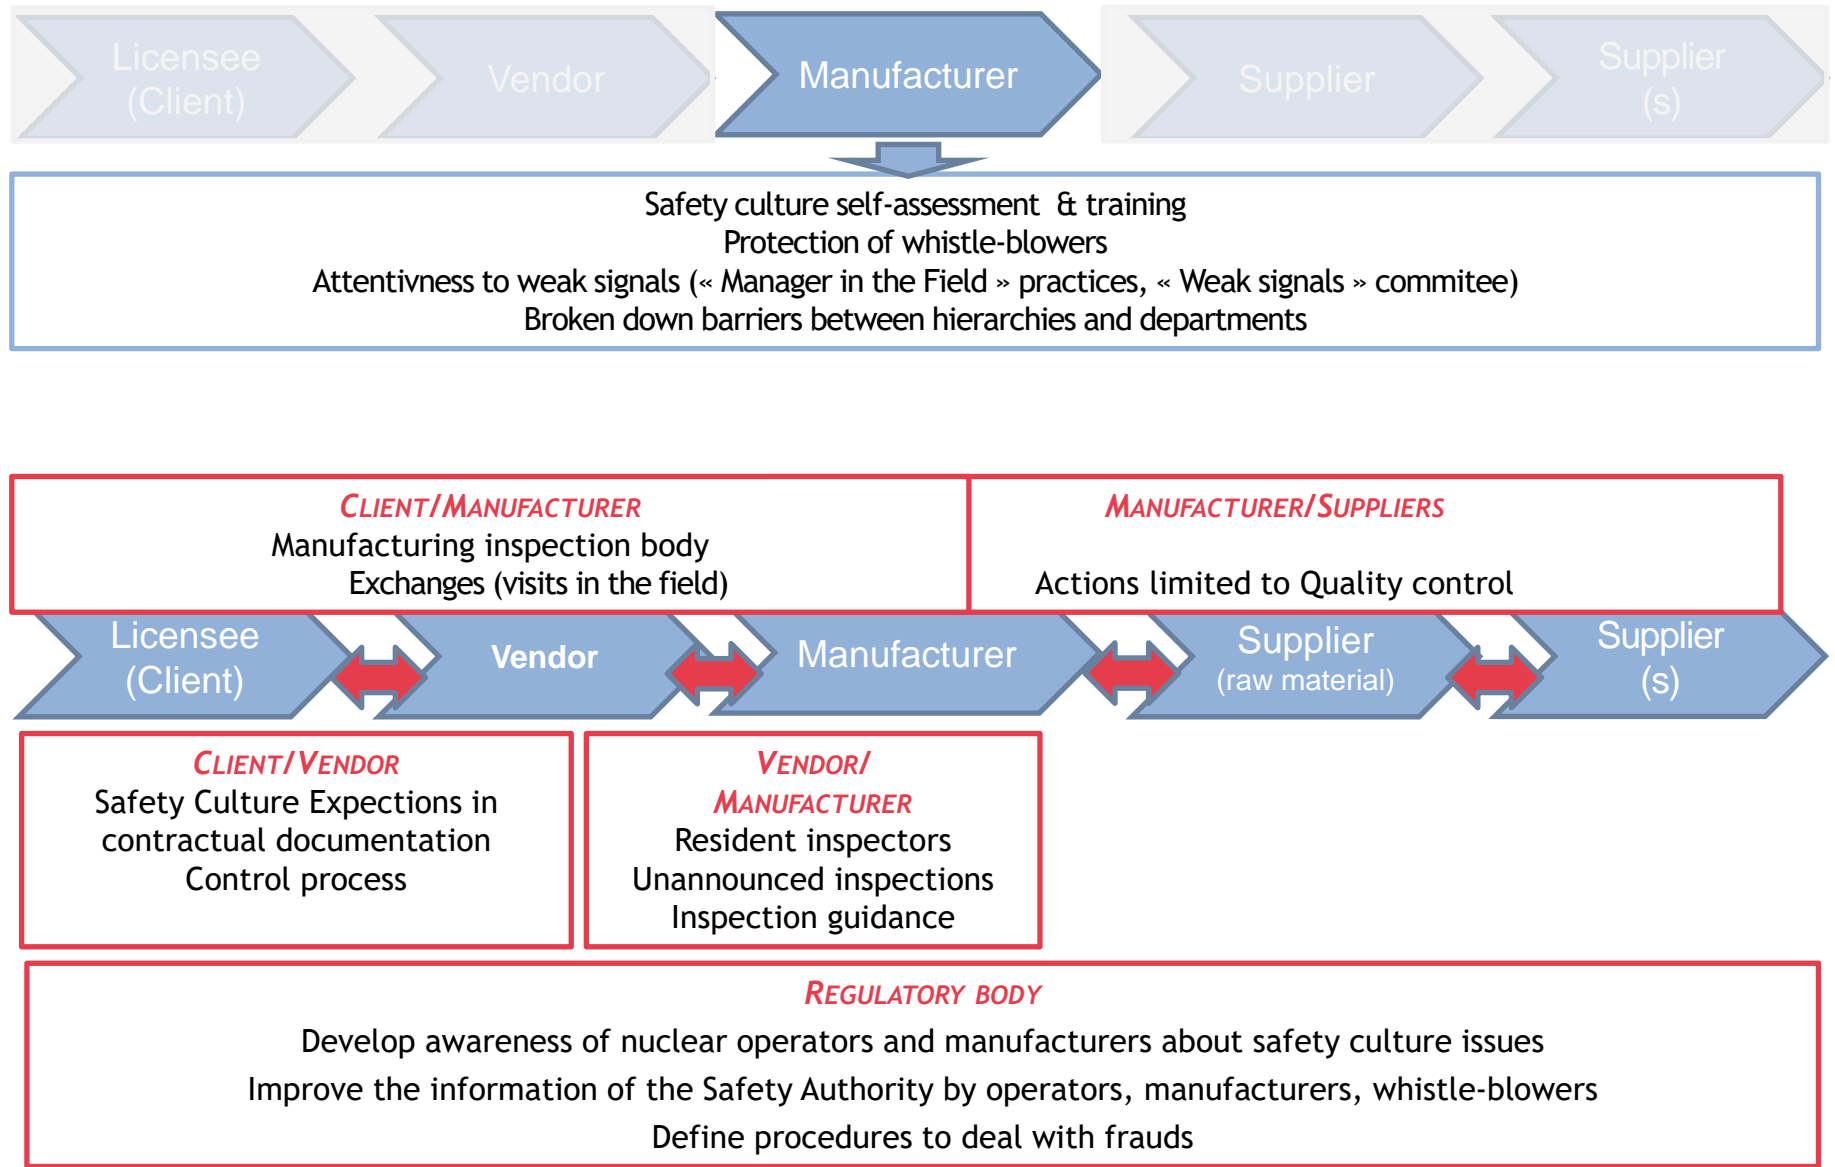 Licensee
(Client)
Vendor
Manufacturer
Supplier
Supplier
(s)
Safety culture self-assessment & training
Protection of whistle-blowers
Attentivness to weak signals (« Manager in the Field » practices, « Weak signals » commitee)
Broken down barriers between hierarchies and departments
CLIENT/MANUFACTURER
Manufacturing inspection body
Exchanges (visits in the field)
MANUFACTURER/SUPPLIERS
Actions limited to Quality control
Licensee
(Client)
Vendor
Manufacturer
Supplier
(raw material)
Supplier
(s)
CLIENT/VENDOR
Safety Culture Expections in
contractual documentation
Control process
VENDOR/
MANUFACTURER
Resident inspectors
Unannounced inspections
Inspection guidance
REGULATORY BODY
Develop awareness of nuclear operators and manufacturers about safety culture issues
Improve the information of the Safety Authority by operators, manufacturers, whistle-blowers
Define procedures to deal with frauds